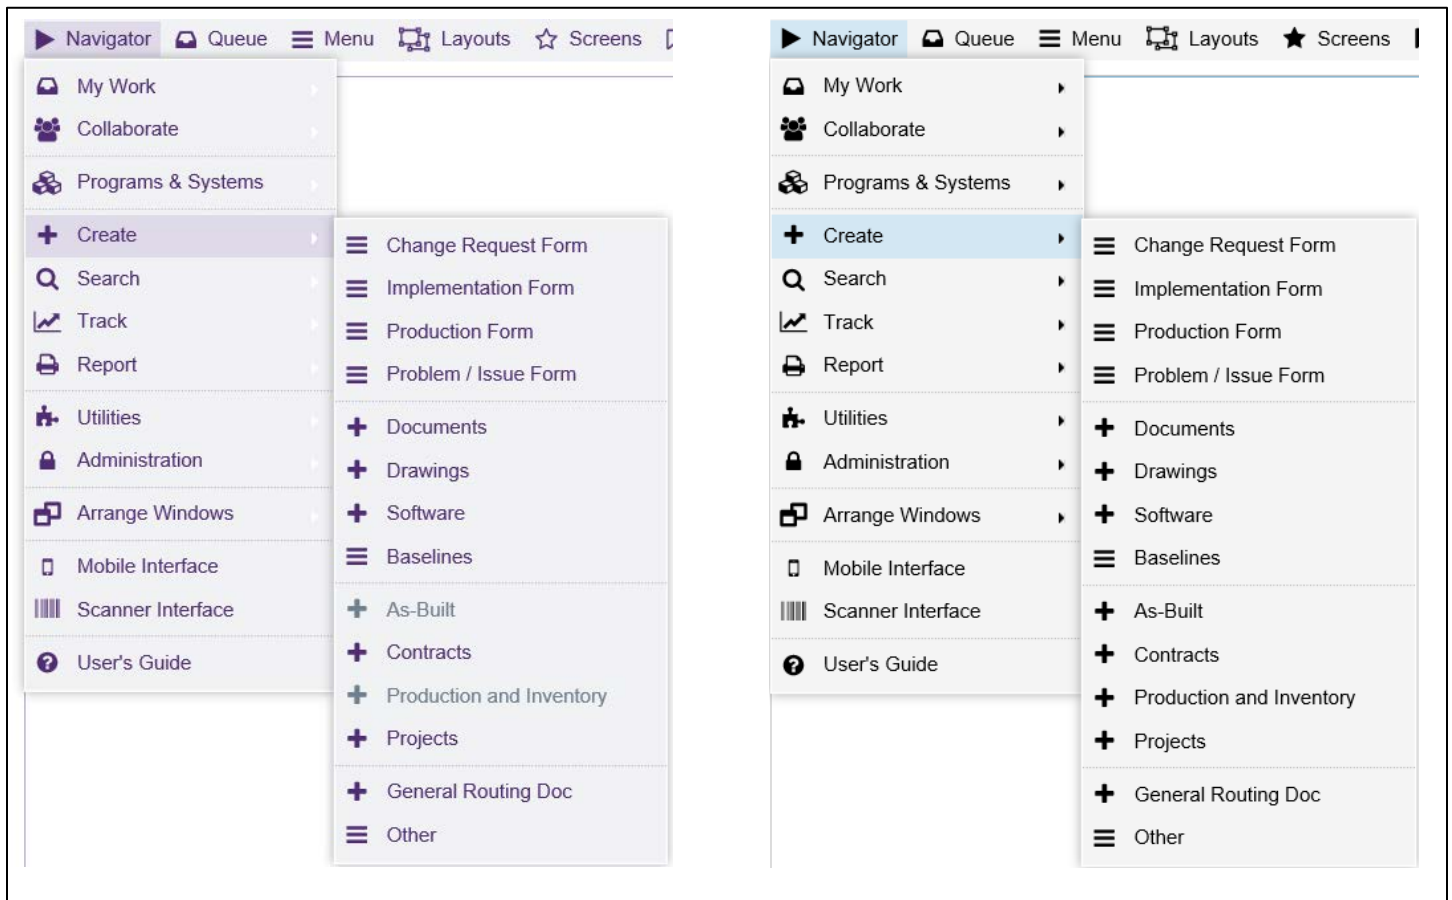 Navigator Queue Menu Layouts Screens
My Work
Collaborate
Programs & Systems
Create
Search
Track
Report
Utilities
Administration
Arrange Windows
Mobile Interface
Scanner Interface
User's Guide
Change Request Form
Implementation Form
Production Form
Problem / Issue Form
Documents
Drawings
Software
Baselines
As-Built
Contracts
Production and Inventory
Projects
General Routing Doc
Other
Navigator Queue Menu Layouts Screens
My Work
Collaborate
Programs & Systems
Create
Search
Track
Report
Utilities
Administration
Arrange Windows
Mobile Interface
Scanner Interface
User's Guide
Change Request Form
Implementation Form
Production Form
Problem / Issue Form
Documents
Drawings
Software
Baselines
As-Built
Contracts
Production and Inventory
Projects
General Routing Doc
Other